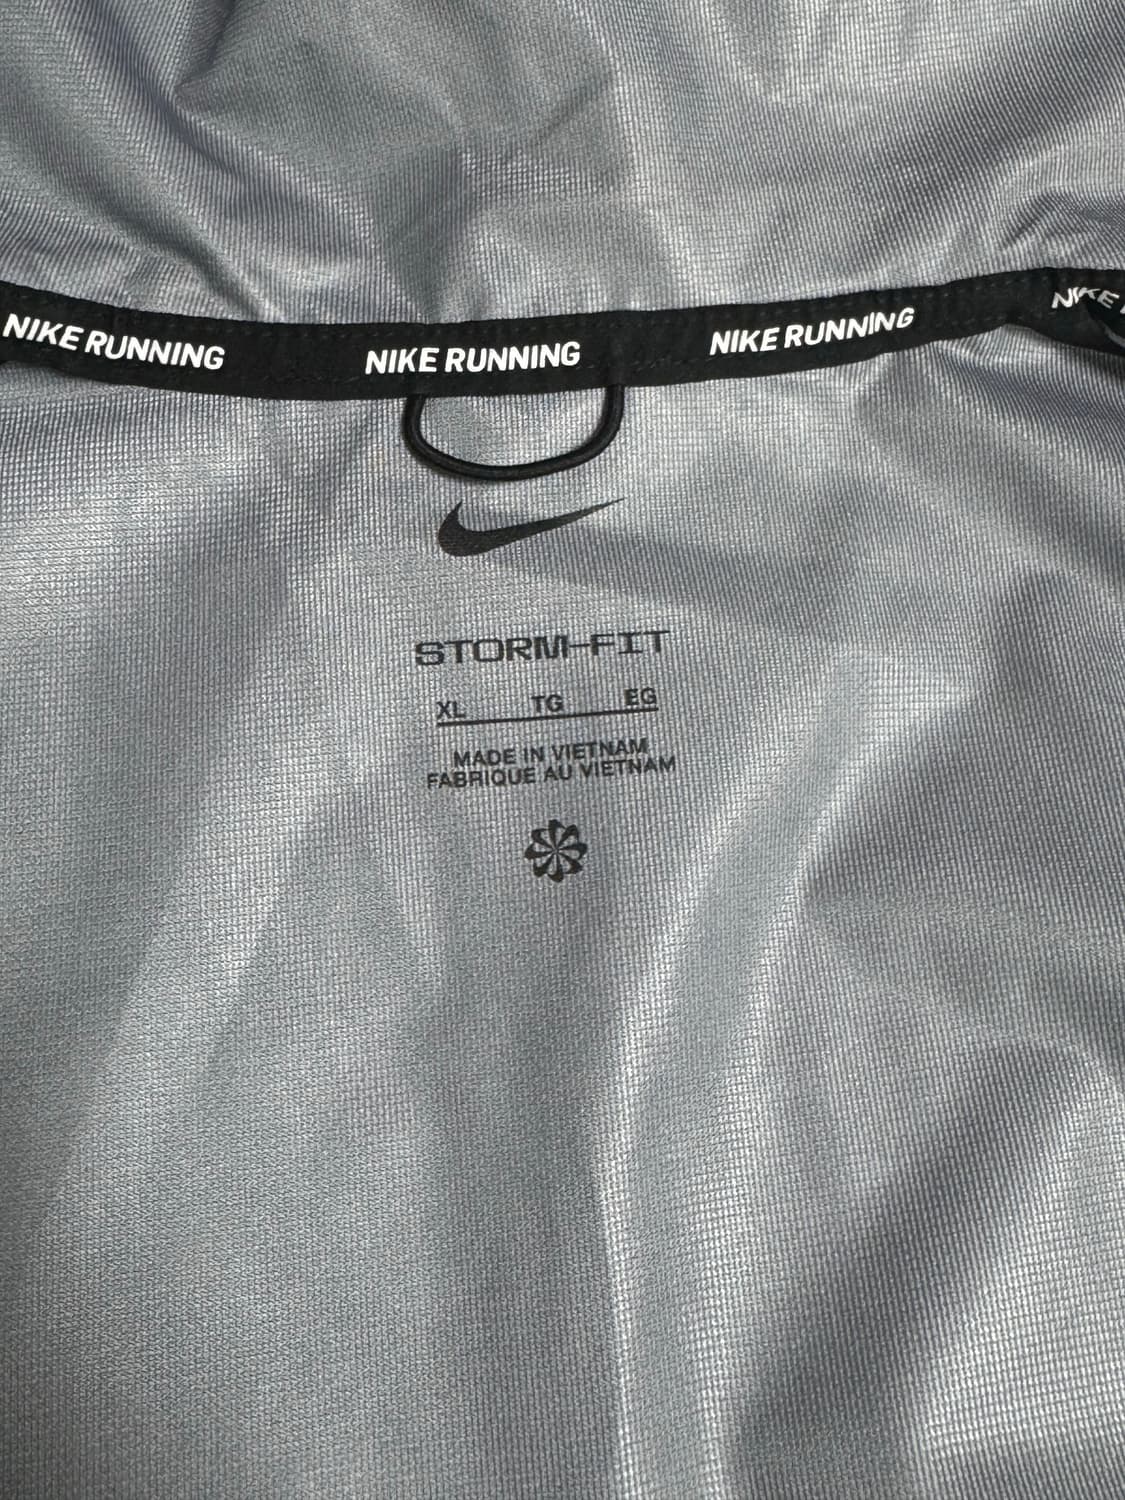 NIKE RUNNING NIKE RUNNING NIKE RUNNING NIKE
STORM-FIT
XL TG EG
MADE IN VIETNAM
FABRIQUE AU VIETNAM